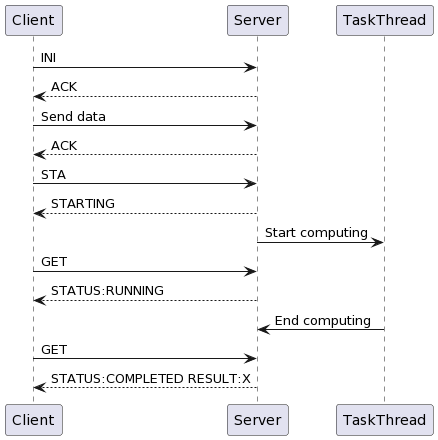 Client
Server
TaskThread
INI
ACK
Send data
ACK
STA
STARTING
Start computing
GET
STATUS:RUNNING
End computing
GET
STATUS:COMPLETED RESULT:X
Client
Server
TaskThread